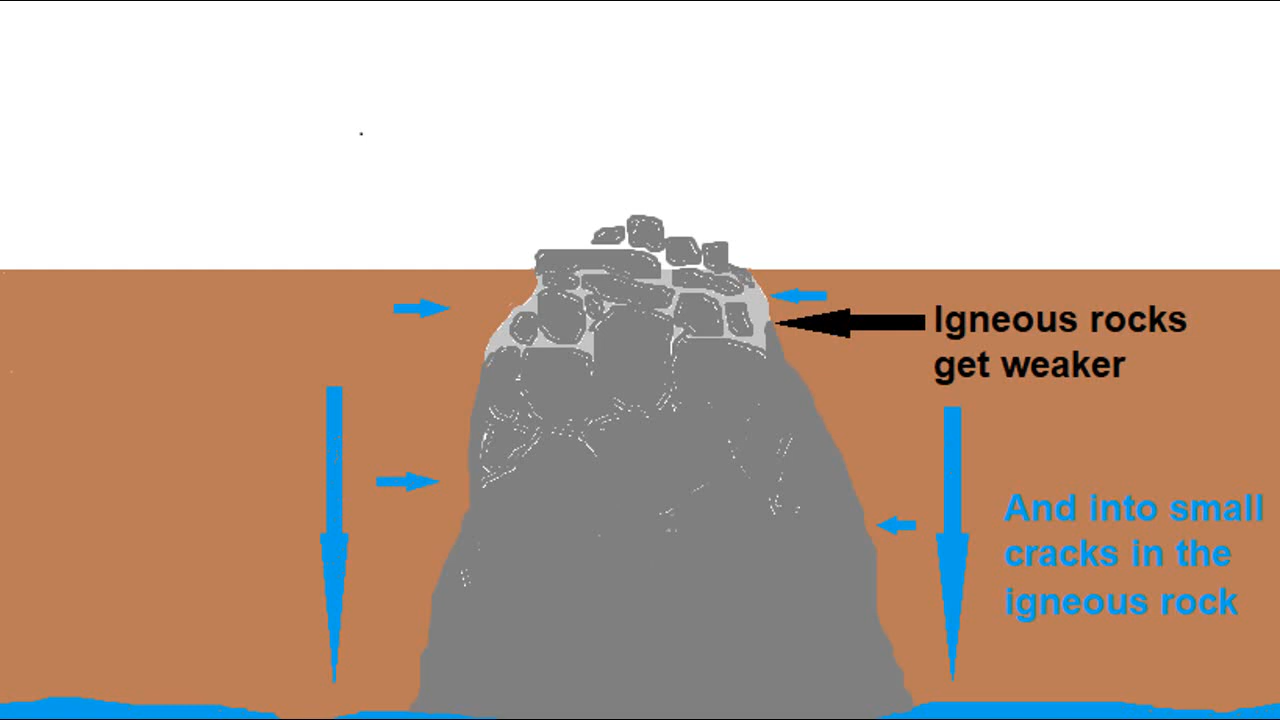 Igneous rocks
get weaker
And into small
cracks in the
igneous rock